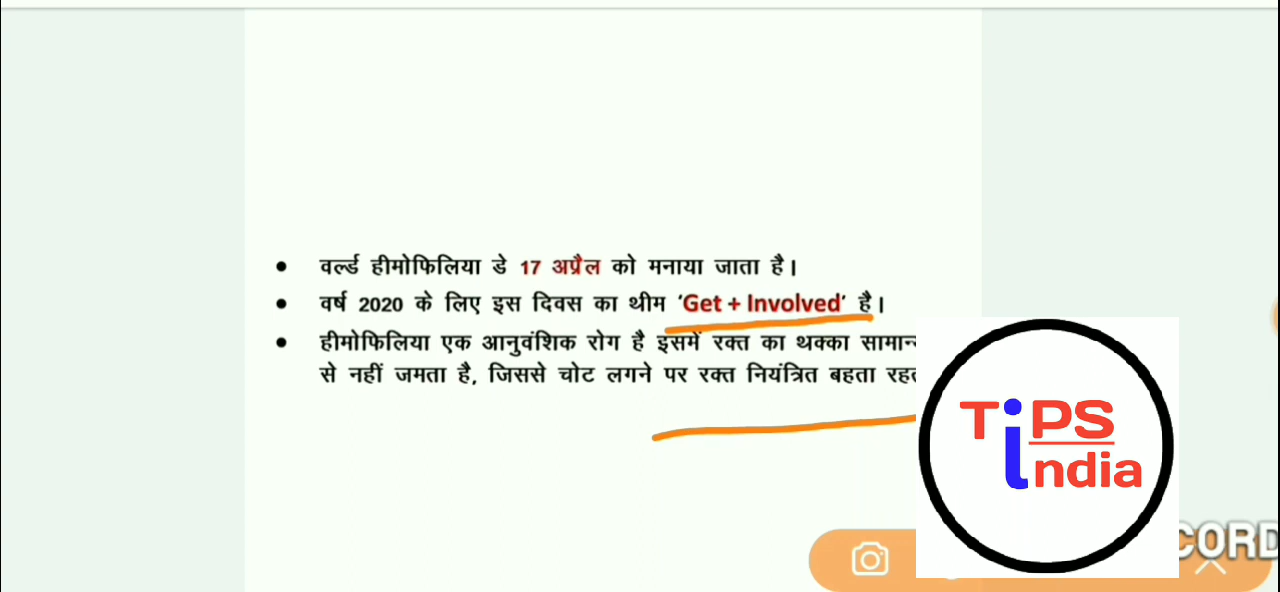 वर्ल्ड हीमोफिलिया डे 17 अप्रैल को मनाया जाता है।
वर्ष 2020 के लिए इस दिवस का थीम 'Get + Involved' है।
हीमोफिलिया एक आनुवंशिक रोग है इसमें रक्त का थक्का
से नहीं जमता है, जिससे चोट लगने पर रक्त नियंत्रित बहता
TiPS
india
CORD